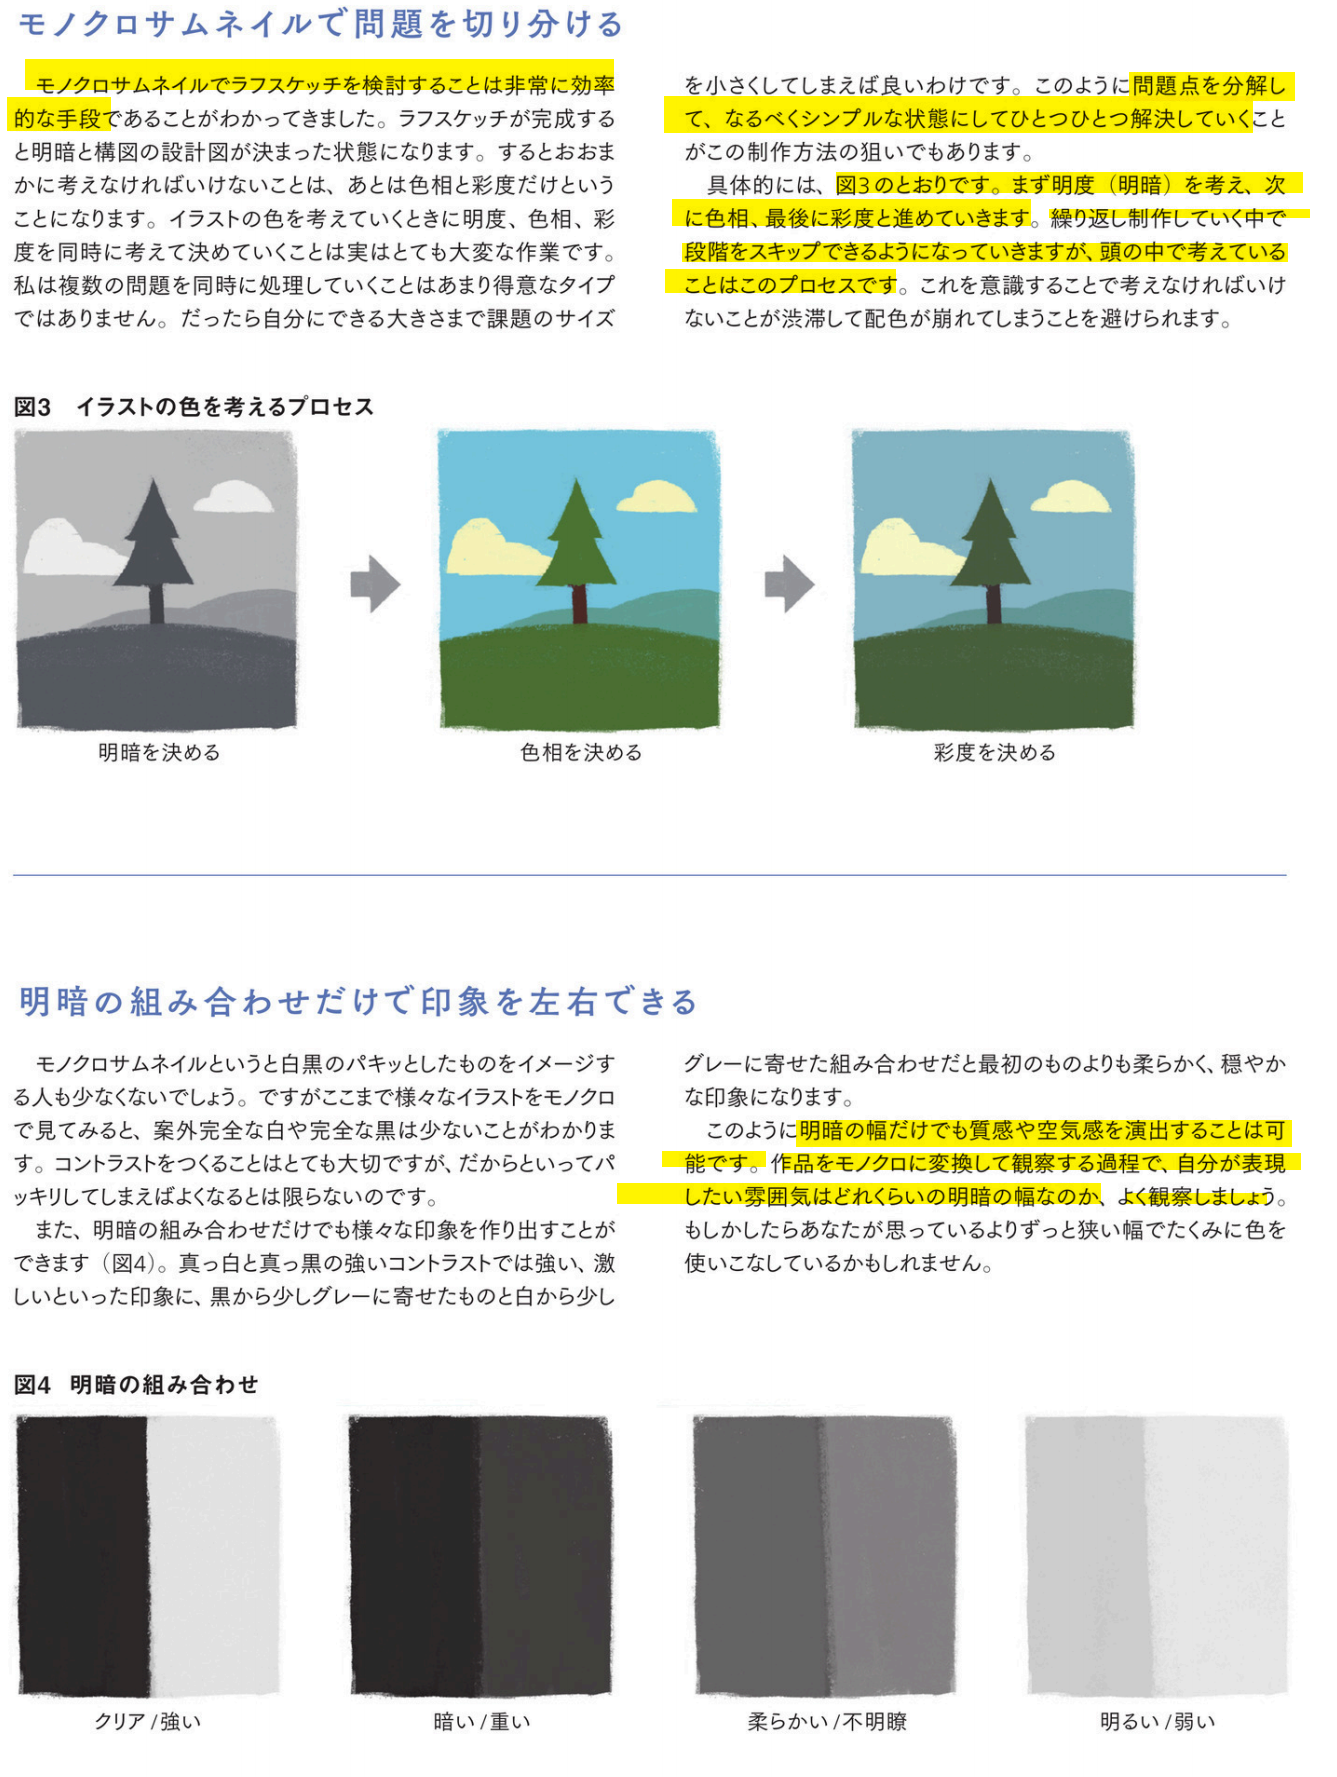 モノクロサムネイルで問題を切り分ける
モノクロサムネイルでラフスケッチを検討することは非常に効率
的な手段であることがわかってきました。ラフスケッチが完成する
と明暗と構図の設計図が決まった状態になります。するとおおま
かに考えなければいけないことは、あとは色相と彩度だけという
ことになります。イラストの色を考えていくときに明度、色相、彩
度を同時に考えて決めていくことは実はとても大変な作業です。
私は複数の問題を同時に処理していくことはあまり得意なタイプ
ではありません。だったら自分にできる大きさまで課題のサイズ
を小さくしてしまえば良いわけです。このように問題点を分解し
て、なるべくシンプルな状態にしてひとつひとつ解決していくこと
がこの制作方法の狙いでもあります。
具体的には、図3のとおりです。まず明度（明暗）を考え、次
に色相、最後に彩度と進めていきます。繰り返し制作していく中で
段階をスキップできるようになっていきますが、頭の中で考えている
ことはこのプロセスです。これを意識することで考えなければいけ
ないことが渋滞して配色が崩れてしまうことを避けられます。
図3　イラストの色を考えるプロセス
明暗を決める
色相を決める
彩度を決める
明暗の組み合わせだけで印象を左右できる
モノクロサムネイルというと白黒のパキッとしたものをイメージす
る人も少なくないでしょう。ですがここまで様々なイラストをモノクロ
で見てみると、案外完全な白や完全な黒は少ないことがわかりま
す。コントラストをつくることはとても大切ですが、だからといってパ
ッキリしてしまえばよくなるとは限らないのです。
また、明暗の組み合わせだけでも様々な印象を作り出すことが
できます（図4）。真っ白と真っ黒の強いコントラストでは強い、激
しいといった印象に、黒から少しグレーに寄せたものと白から少し
グレーに寄せた組み合わせだと最初のものよりも柔らかく、穏やか
な印象になります。
このように明暗の幅だけでも質感や空気感を演出することは可
能です。作品をモノクロに変換して観察する過程で、自分が表現
したい雰囲気はどれくらいの明暗の幅なのか、よく観察しましょう。
もしかしたらあなたが思っているよりずっと狭い幅でたくみに色を
使いこなしているかもしれません。
図4　明暗の組み合わせ
クリア/強い
暗い/重い
柔らかい/不明瞭
明るい/弱い